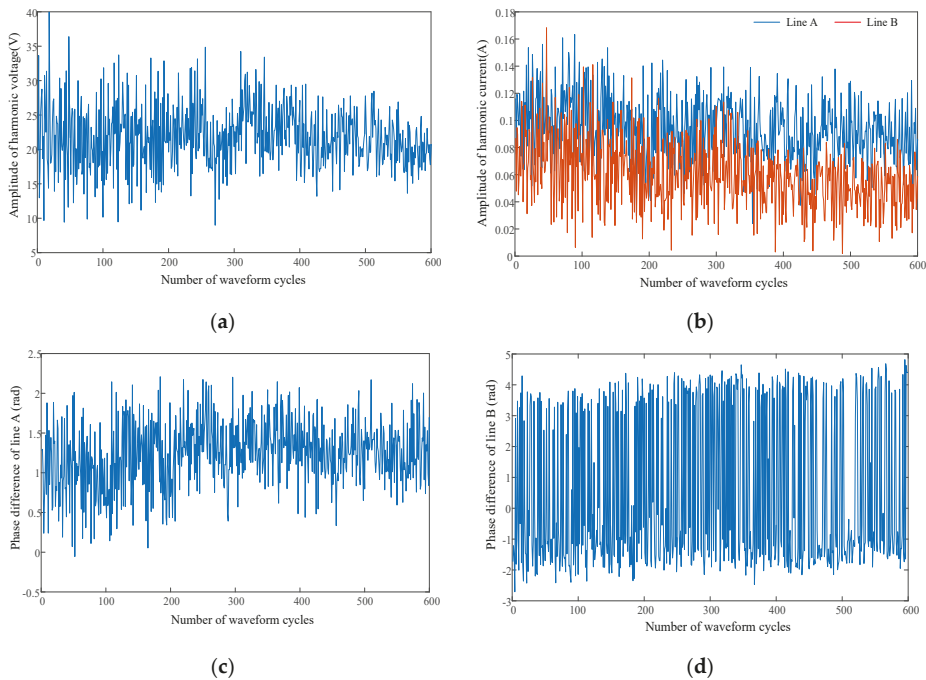 40
35
30
25
20
15
10
5
Amplitude of harmonic voltage(V)
0 100 200 300 400 500 600
Number of waveform cycles
(a)
Line A Line B
0.16
0.14
0.12
0.10
0.08
0.06
0.04
0.02
0
Amplitude of harmonic current(A)
0 100 200 300 400 500 600
Number of waveform cycles
(b)
2.5
2
1.5
1
0.5
0
-0.5
Phase difference of line A (rad)
0 100 200 300 400 500 600
Number of waveform cycles
(c)
5
4
3
2
1
-0
-1
-2
-3
Phase difference of line B (rad)
0 100 200 300 400 500 600
Number of waveform cycles
(d)